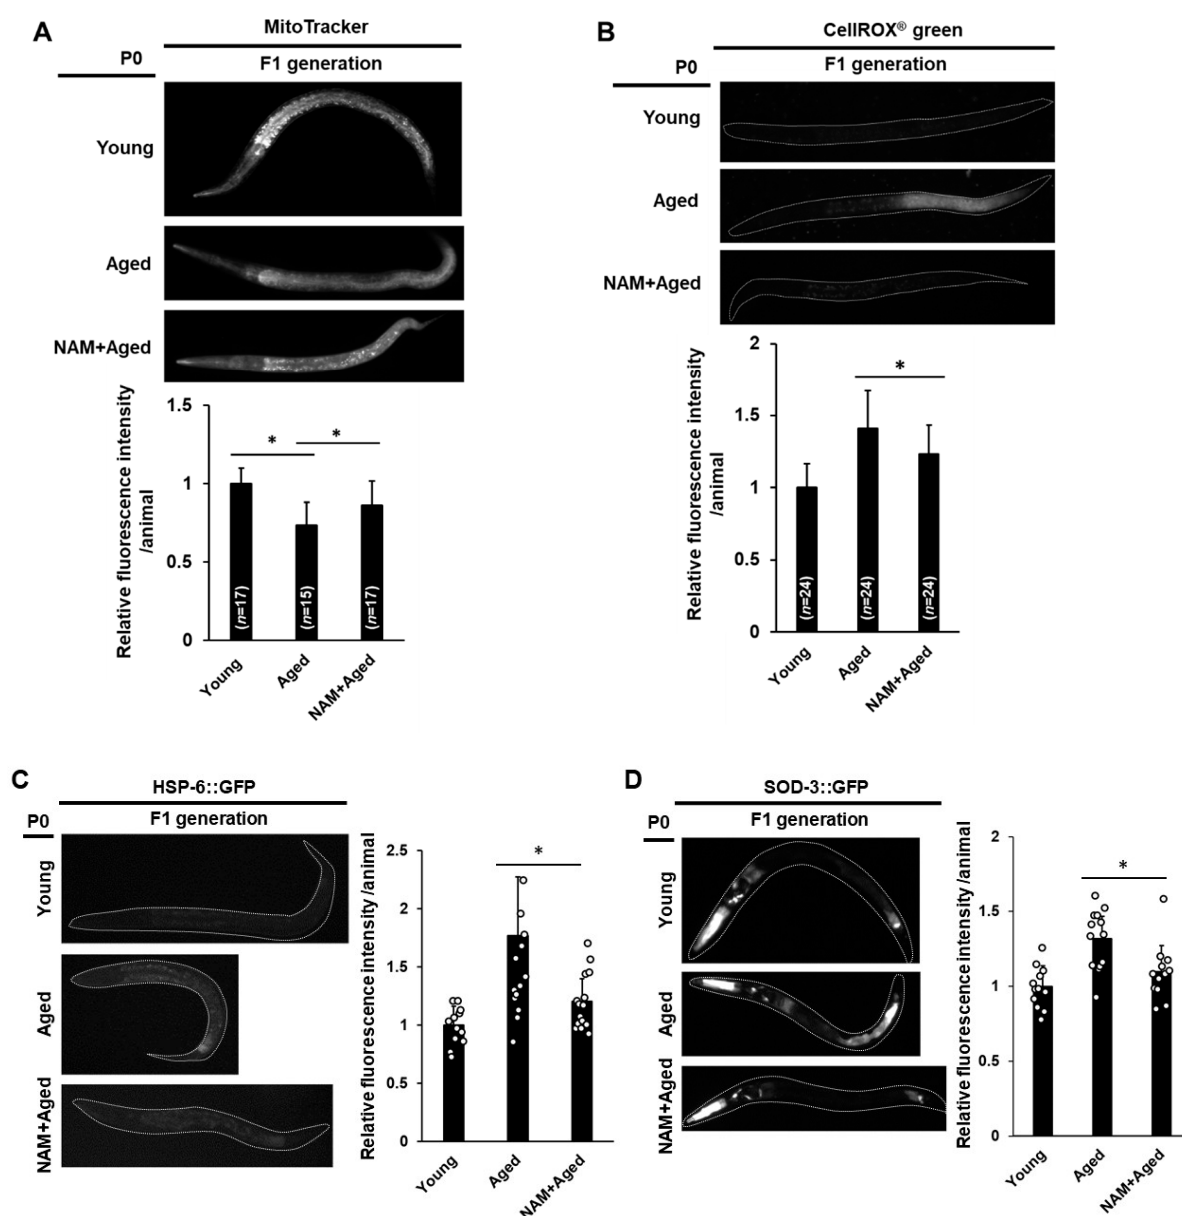 A
MitoTracker
P0
F1 generation
Young
Aged
NAM+Aged
Relative fluorescence intensity
/animal
1.5
1
0.5
0
(n=17)
(n=15)
(n=17)
*
*
Young
Aged
NAM+Aged
B
CellROX® green
P0
F1 generation
Young
Aged
NAM+Aged
Relative fluorescence intensity
/animal
2
1.5
1
0.5
0
(n=24)
(n=24)
(n=24)
*
Young
Aged
NAM+Aged
C
HSP-6::GFP
P0
F1 generation
Young
Aged
NAM+Aged
Relative fluorescence intensity /animal
2.5
2
1.5
1
0.5
0
*
Young
Aged
NAM+Aged
D
SOD-3::GFP
P0
F1 generation
Young
Aged
NAM+Aged
Relative fluorescence intensity /animal
2
1.5
1
0.5
0
*
Young
Aged
NAM+Aged